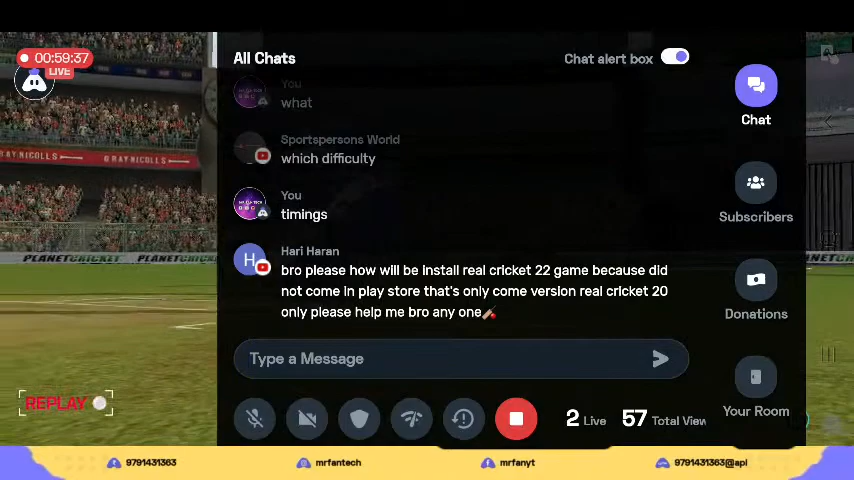 00:59:37
LIVE
All Chats
Chat alert box
You
what
Sportspersons World
which difficulty
You
timings
Hari Haran
bro please how will be install real cricket 22 game because did
not come in play store that's only come version real cricket 20
only please help me bro any one
Type a Message
Chat
Subscribers
Donations
Your Room
2 Live
57 Total View
GRAY-NICOLLS
PLANETCRICKET
PLANETCRICKET
REPLAY
9791431363
mrfantech
mrfanyt
9791431363@apl